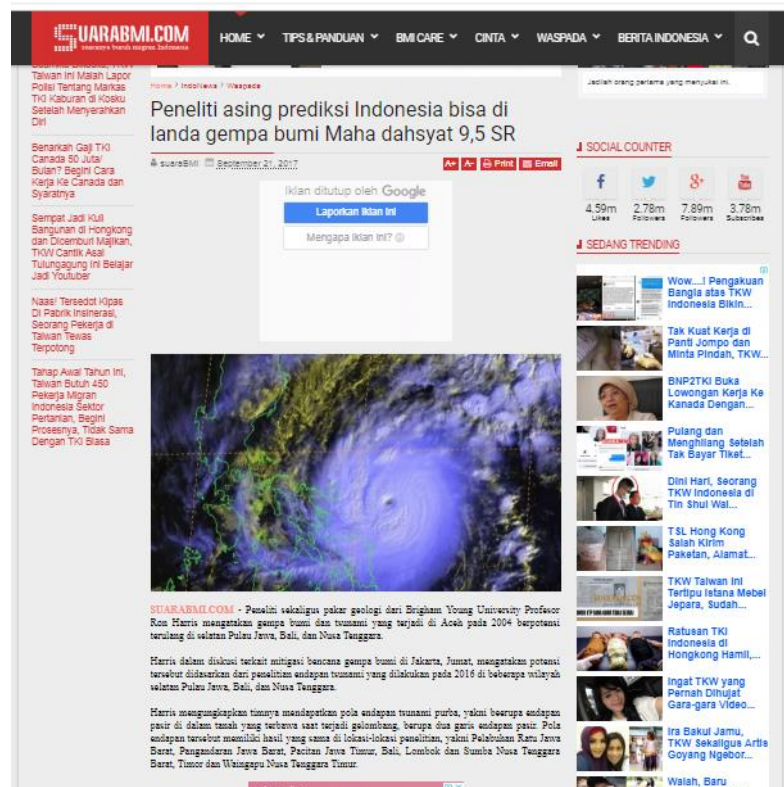 SUARABMI.COM
suaranya buruh migran Indonesia
HOME
TIPS & PANDUAN
BMI CARE
CINTA
WASPADA
BERITA INDONESIA
Taiwan Ini Malah Lapor
Polisi Tentang Markas
TKI Kaburan di Kosku
Setelah Menyerahkan
Diri
Benarkah Gaji TKI
Canada 50 Juta/
Bulan? Begini Cara
Kerja Ke Canada dan
Syaratnya
Sempat Jadi Kuli
Bangunan di Hongkong
dan Dicemburui Majikan,
TKW Cantik Asal
Tulungagung Ini Belajar
Jadi Youtuber
Naas! Tersedot Kipas
Di Pabrik Insinerasi,
Seorang Pekerja di
Taiwan Tewas
Terpotong
Tahap Awal Tahun Ini,
Taiwan Butuh 450
Pekerja Migran
Indonesia Sektor
Pertanian, Begini
Prosesnya, Tidak Sama
Dengan TKI Biasa
Home > IndoNews > Waspada
Peneliti asing prediksi Indonesia bisa di
landa gempa bumi Maha dahsyat 9,5 SR
suaraBMI September 21, 2017
A+ A- Print Email
Iklan ditutup oleh Google
Laporkan Iklan Ini
Mengapa Iklan Ini?
SUARABMI.COM - Peneliti sekaligus pakar geologi dari Brigham Young University Profesor
Ron Harris mengatakan gempa bumi dan tsunami yang terjadi di Aceh pada 2004 berpotensi
terulang di selatan Pulau Jawa, Bali, dan Nusa Tenggara.
Harris dalam diskusi terkait mitigasi bencana gempa bumi di Jakarta, Jumat, mengatakan potensi
tersebut didasarkan dari penelitian endapan tsunami yang dilakukan pada 2016 di beberapa wilayah
selatan Pulau Jawa, Bali, dan Nusa Tenggara.
Harris mengungkapkan timnya mendapatkan pola endapan tsunami purba, yakni beerupa endapan
pasir di dalam tanah yang terbawa saat terjadi gelombang, berupa dua garis endapan pasir. Pola
endapan tersebut memiliki hasil yang sama di lokasi-lokasi penelitian, yakni Pelabuhan Ratu Jawa
Barat, Pangandaran Jawa Barat, Pacitan Jawa Timur, Bali, Lombok dan Sumba Nusa Tenggara
Barat, Timor dan Waingapu Nusa Tenggara Timur.
Jadilah orang pertama yang menyukai ini.
SOCIAL COUNTER
4.59m 2.78m 7.89m 3.78m
Likes Followers Followers Subscribes
SEDANG TRENDING
Wow....! Pengakuan
Bangla atas TKW
Indonesia Bikin...
Tak Kuat Kerja di
Panti Jompo dan
Minta Pindah, TKW...
BNP2TKI Buka
Lowongan Kerja Ke
Kanada Dengan...
Pulang dan
Menghilang Setelah
Tak Bayar Tiket...
Dini Hari, Seorang
TKW Indonesia di
Tin Shui Wai...
TSL Hong Kong
Salah Kirim
Paketan, Alamat...
TKW Taiwan Ini
Tertipu Istana Mebel
Jepara, Sudah...
Ratusan TKI
Indonesia di
Hongkong Hamil,...
Ingat TKW yang
Pernah Dihujat
Gara-gara Video...
Ira Bakul Jamu,
TKW Sekaligus Artis
Goyang Ngebor...
Walah, Baru